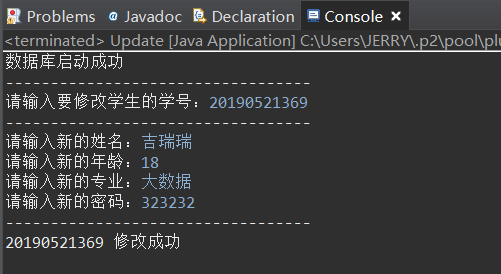 Problems @ Javadoc Declaration Console
<terminated> Update [Java Application] C:\Users\JERRY\.p2\pool\plu
数据库启动成功
----------------------------------
请输入要修改学生的学号：20190521369
----------------------------------
请输入新的姓名：吉瑞瑞
请输入新的年龄：18
请输入新的专业：大数据
请输入新的密码：323232
----------------------------------
20190521369 修改成功